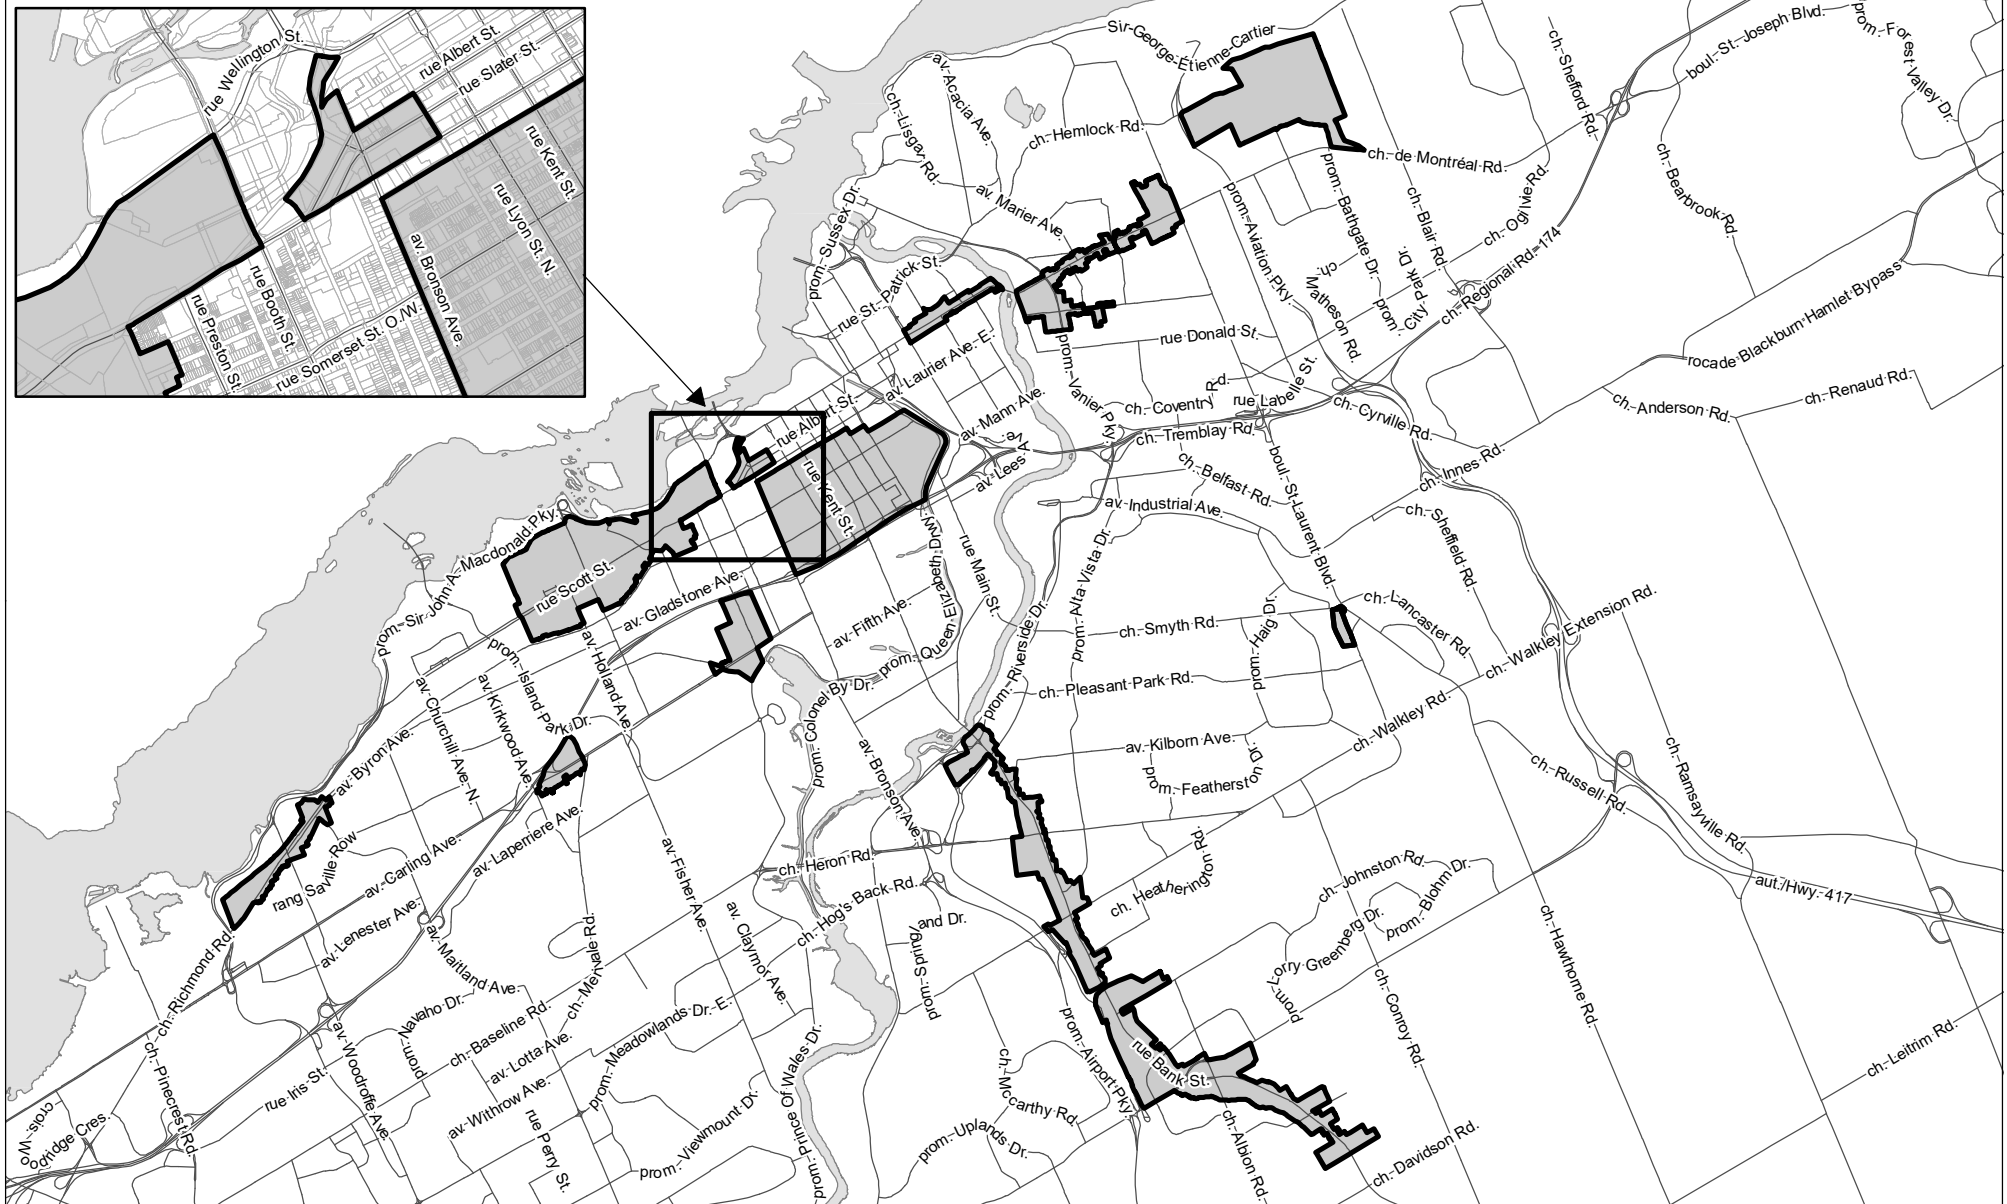 rue Wellington St.
rue Albert St.
rue Slater St.
rue Kent St.
rue Lyon St. N.
av. Bronson Ave.
rue Booth St.
rue Preston St.
rue Somerset St. O./W.
Sir-George-Étienne-Cartier
av. Acacia Ave.
ch. Lisgar Rd.
ch. Hemlock Rd.
av. Marier Ave.
prom. Sussex Dr.
rue St. Patrick St.
av. Laurier Ave. E.
rue Albert St.
av. Mann Ave.
av. Lees Ave.
rue Kent St.
ch. Shefford Rd.
boul. St. Joseph Blvd.
prom. Forest Valley Dr.
ch. de Montréal Rd.
ch. Bearbrook Rd.
ch. Blair Rd.
ch. Ogilvie Rd.
ch. Regional Rd. 174
prom. Bathgate Dr.
prom. Aviation Pky.
ch. Matheson Rd.
prom. City Park Dr.
rue Donald St.
prom. Vanier Pky.
ch. Coventry Rd.
rue Labelle St.
ch. Tremblay Rd.
ch. Cyrville Rd.
rocade Blackburn Hamlet Bypass
ch. Renaud Rd.
ch. Anderson Rd.
ch. Innes Rd.
ch. Belfast Rd.
av. Industrial Ave.
boul. St-Laurent Blvd.
ch. Sheffield Rd.
prom. Sir John A. Macdonald Pky.
rue Scott St.
av. Gladstone Ave.
av. Fifth Ave.
prom. Queen Elizabeth Drwy.
rue Main St.
prom. Riverside Dr.
prom. Alta Vista Dr.
ch. Smyth Rd.
prom. Haig Dr.
ch. Lancaster Rd.
ch. Walkley Extension Rd.
ch. Pleasant Park Rd.
ch. Walkley Rd.
prom. Island Park Dr.
av. Holland Ave.
av. Churchill Ave. N.
av. Kirkwood Ave.
av. Byron Ave.
prom. Colonel By Dr.
av. Bronson Ave.
av. Kilborn Ave.
prom. Featherston Dr.
ch. Russell Rd.
ch. Ramsayville Rd.
rang Saville Row
av. Carling Ave.
av. Laperriere Ave.
av. Fisher Ave.
ch. Heron Rd.
ch. Hog's Back Rd.
ch. Heatherington Rd.
ch. Johnston Rd.
prom. Blohm Dr.
prom. Lorry Greenberg Dr.
aut./Hwy. 417
ch. Hawthorne Rd.
ch. Richmond Rd.
av. Lenester Ave.
av. Maitland Ave.
ch. Merivale Rd.
av. Claymor Ave.
prom. Springland Dr.
prom. Navaho Dr.
ch. Baseline Rd.
prom. Meadowlands Dr. E.
prom. Prince Of Wales Dr.
prom. Airport Pky.
rue Bank St.
ch. Conroy Rd.
ch. Leitrim Rd.
ch. Pinecrest Rd.
rue Iris St.
av. Woodroffe Ave.
av. Lotta Ave.
av. Withrow Ave.
rue Perry St.
prom. Viewmount Dr.
ch. Mccarthy Rd.
prom. Uplands Dr.
ch. Albion Rd.
ch. Davidson Rd.
crois. Woodridge Cres.